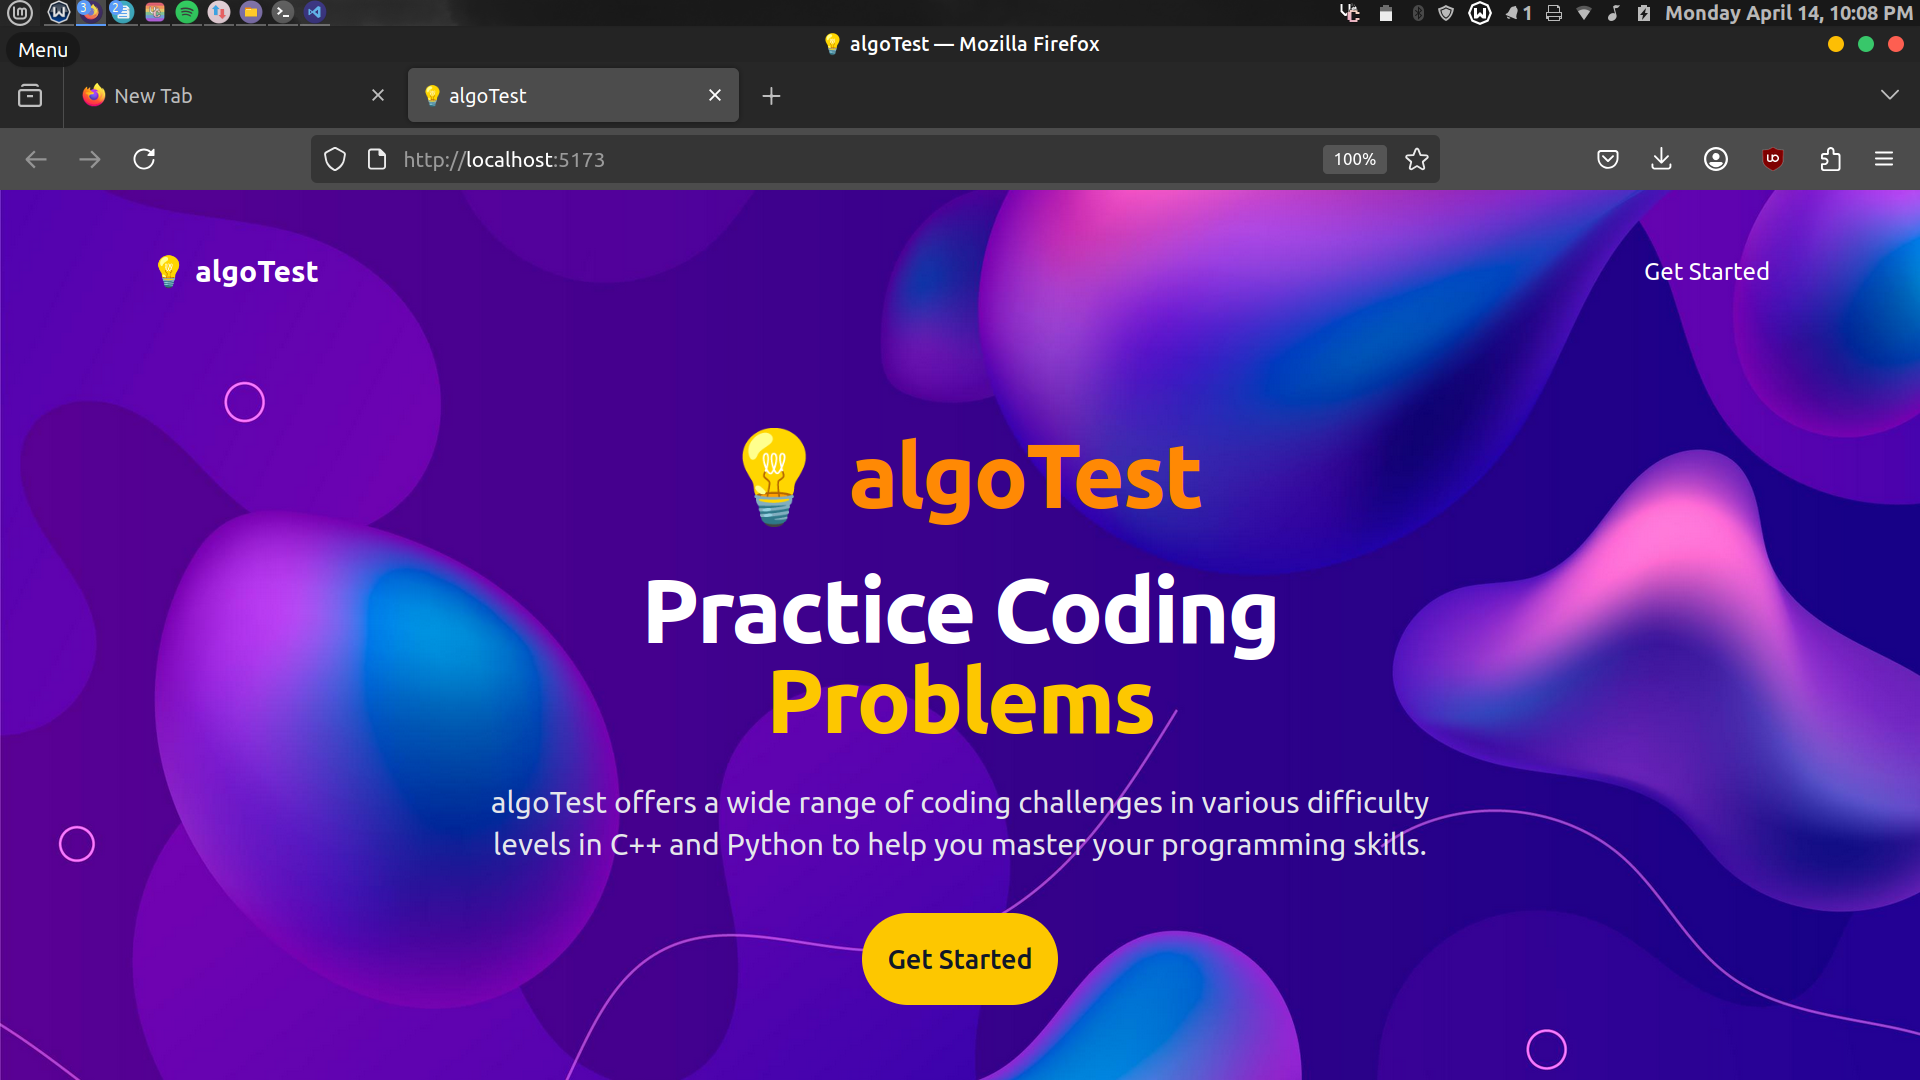 3
2
1
Monday April 14, 10:08 PM
Menu
💡 algoTest — Mozilla Firefox
New Tab
💡 algoTest
http://localhost:5173
100%
💡 algoTest
Get Started
💡 algoTest
Practice Coding
Problems
algoTest offers a wide range of coding challenges in various difficulty
levels in C++ and Python to help you master your programming skills.
Get Started